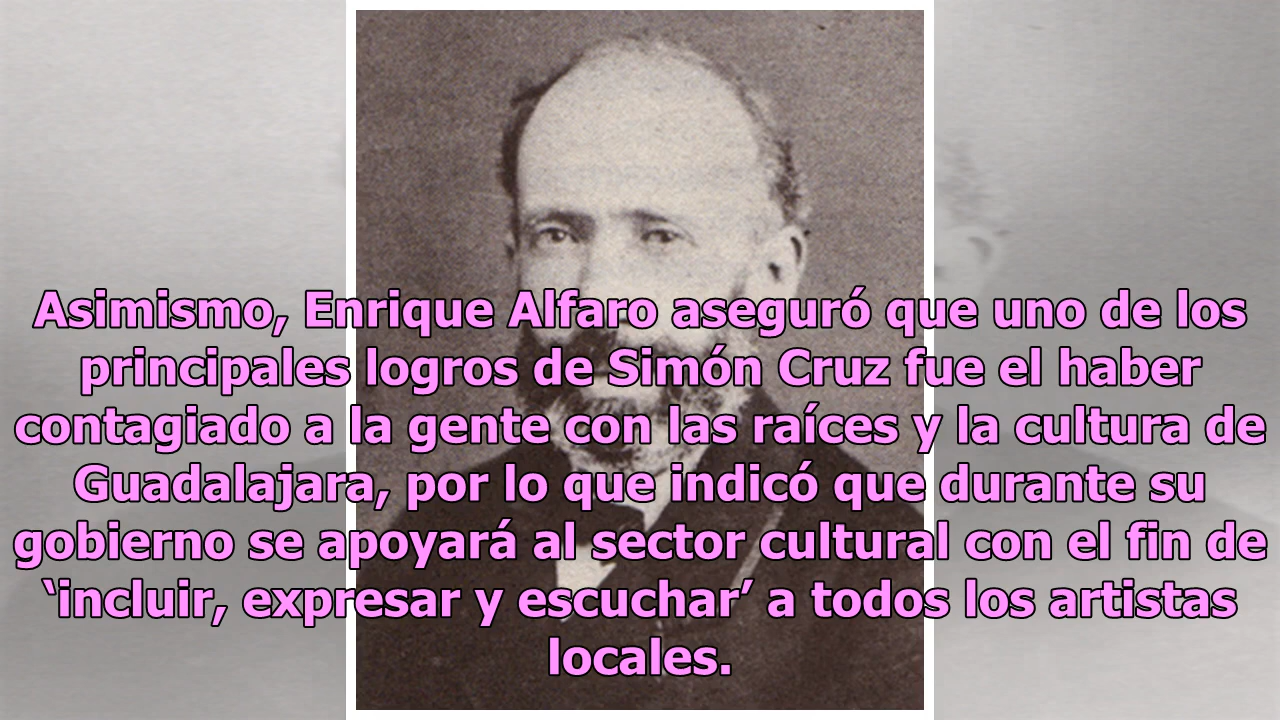 Asimismo, Enrique Alfaro aseguró que uno de los
principales logros de Simón Cruz fue el haber
contagiado a la gente con las raíces y la cultura de
Guadalajara, por lo que indicó que durante su
gobierno se apoyará al sector cultural con el fin de
‘incluir, expresar y escuchar’ a todos los artistas
locales.